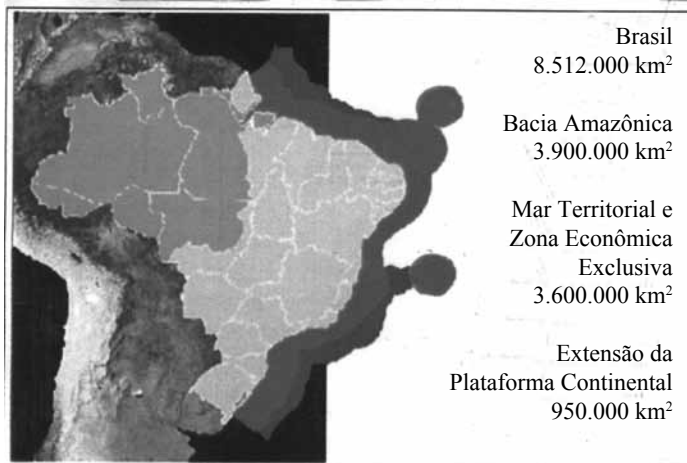 Brasil
8.512.000 km²
Bacia Amazônica
3.900.000 km²
Mar Territorial e
Zona Econômica
Exclusiva
3.600.000 km²
Extensão da
Plataforma Continental
950.000 km²